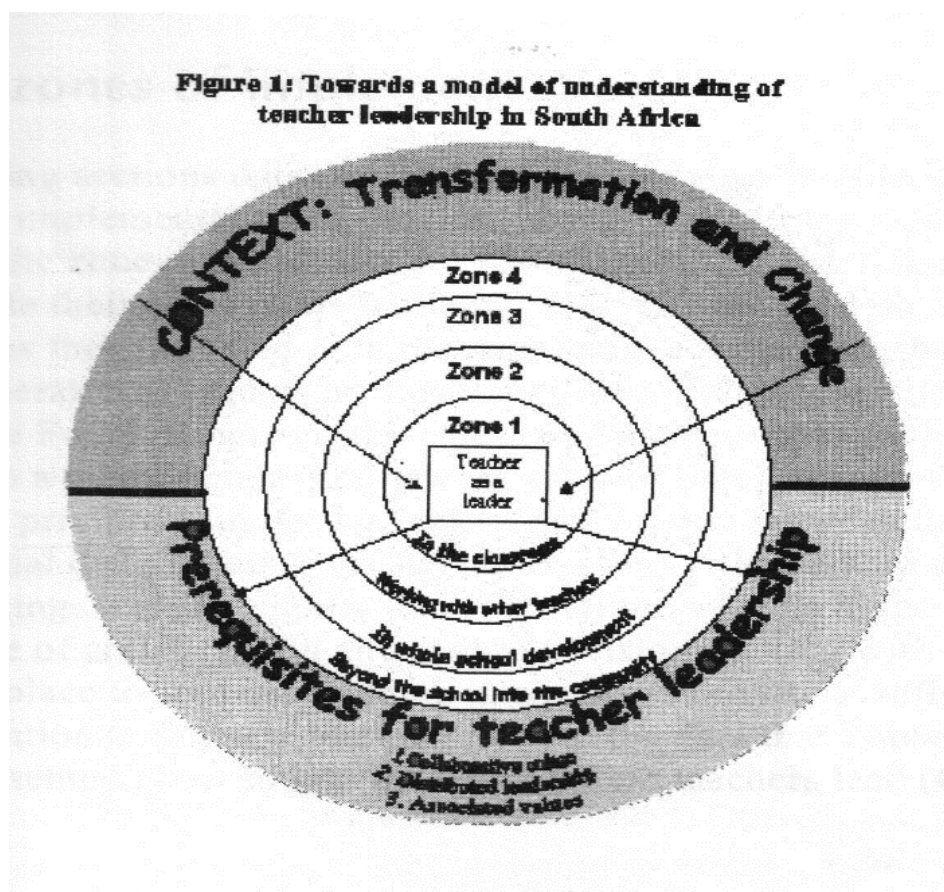 Figure 1: Towards a model of understanding of
teacher leadership in South Africa
CONTEXT: Transformation and Change
Zone 4
Zone 3
Zone 2
Zone 1
Teacher
as a
leader
In the classroom
Working with other teachers
In whole school development
Beyond the school into the community
Prerequisites for teacher leadership
1. Collaborative culture
2. Distributed leadership
3. Associated values